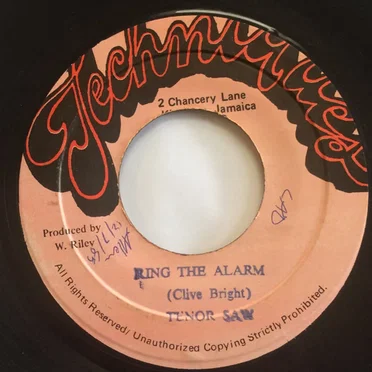 Techniques
2 Chancery Lane
Jamaica
Produced by
W. Riley
RING THE ALARM
(Clive Bright)
TENOR SAW
All Rights Reserved/ Unauthorized Copying Strictly Prohibited.